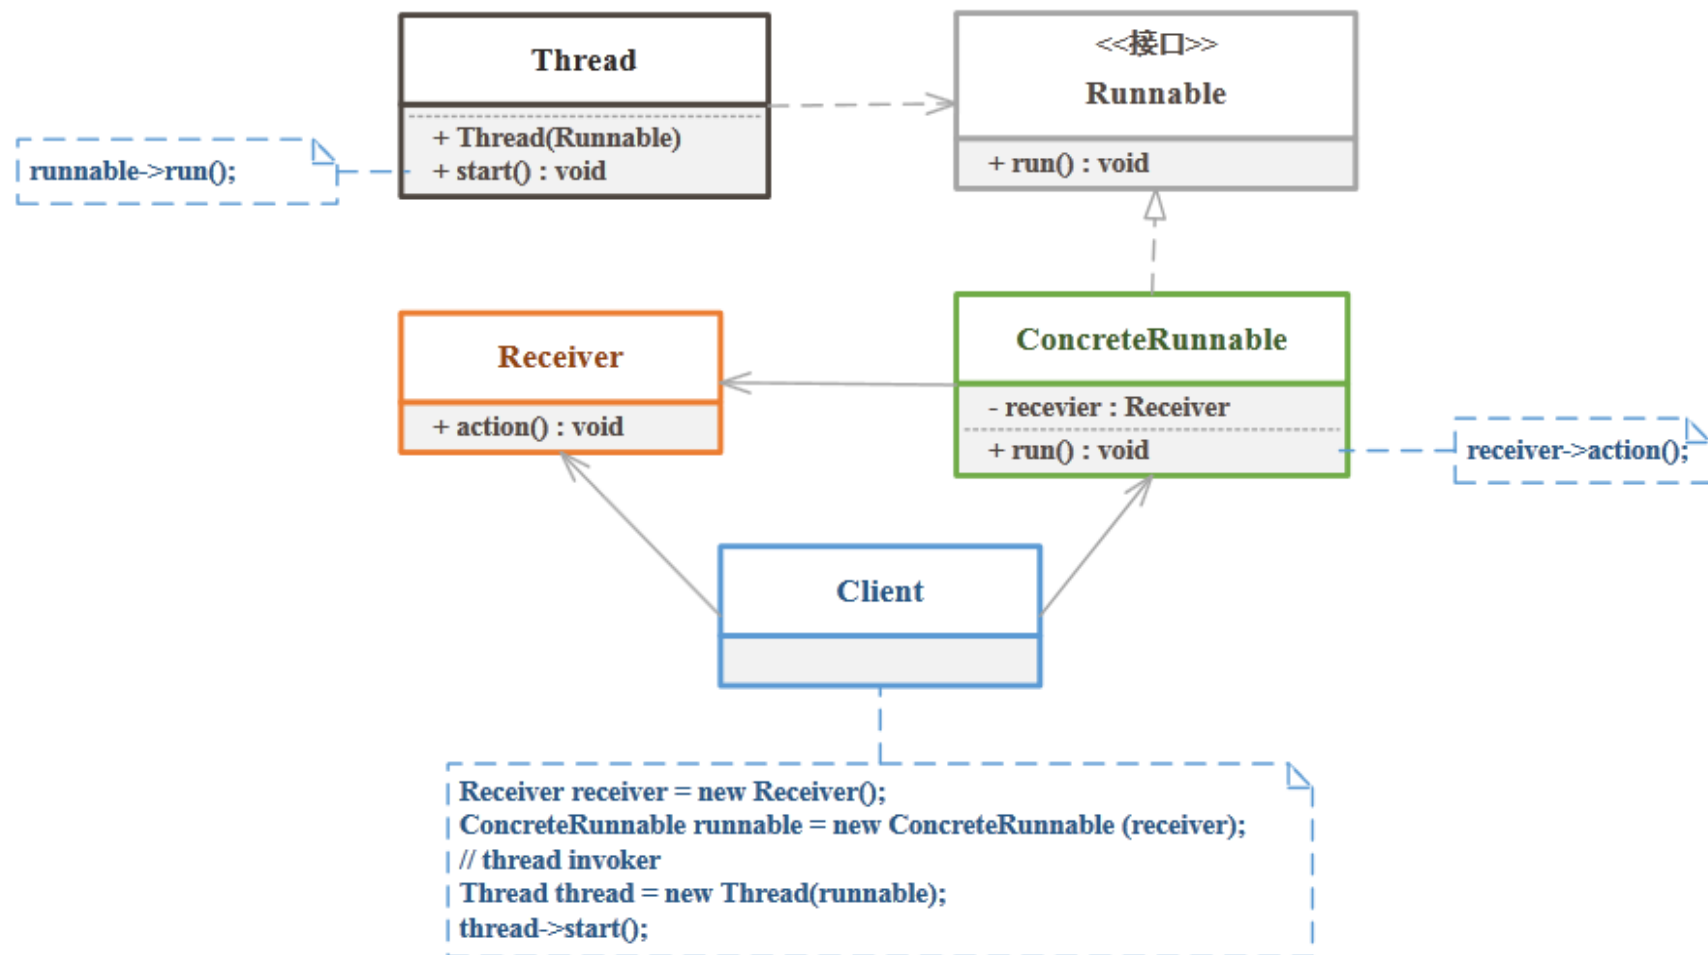 Thread
+ Thread(Runnable)
+ start() : void
runnable->run();
<<接口>>
Runnable
+ run() : void
Receiver
+ action() : void
ConcreteRunnable
- recevier : Receiver
+ run() : void
receiver->action();
Client
Receiver receiver = new Receiver();
ConcreteRunnable runnable = new ConcreteRunnable (receiver);
// thread invoker
Thread thread = new Thread(runnable);
thread->start();